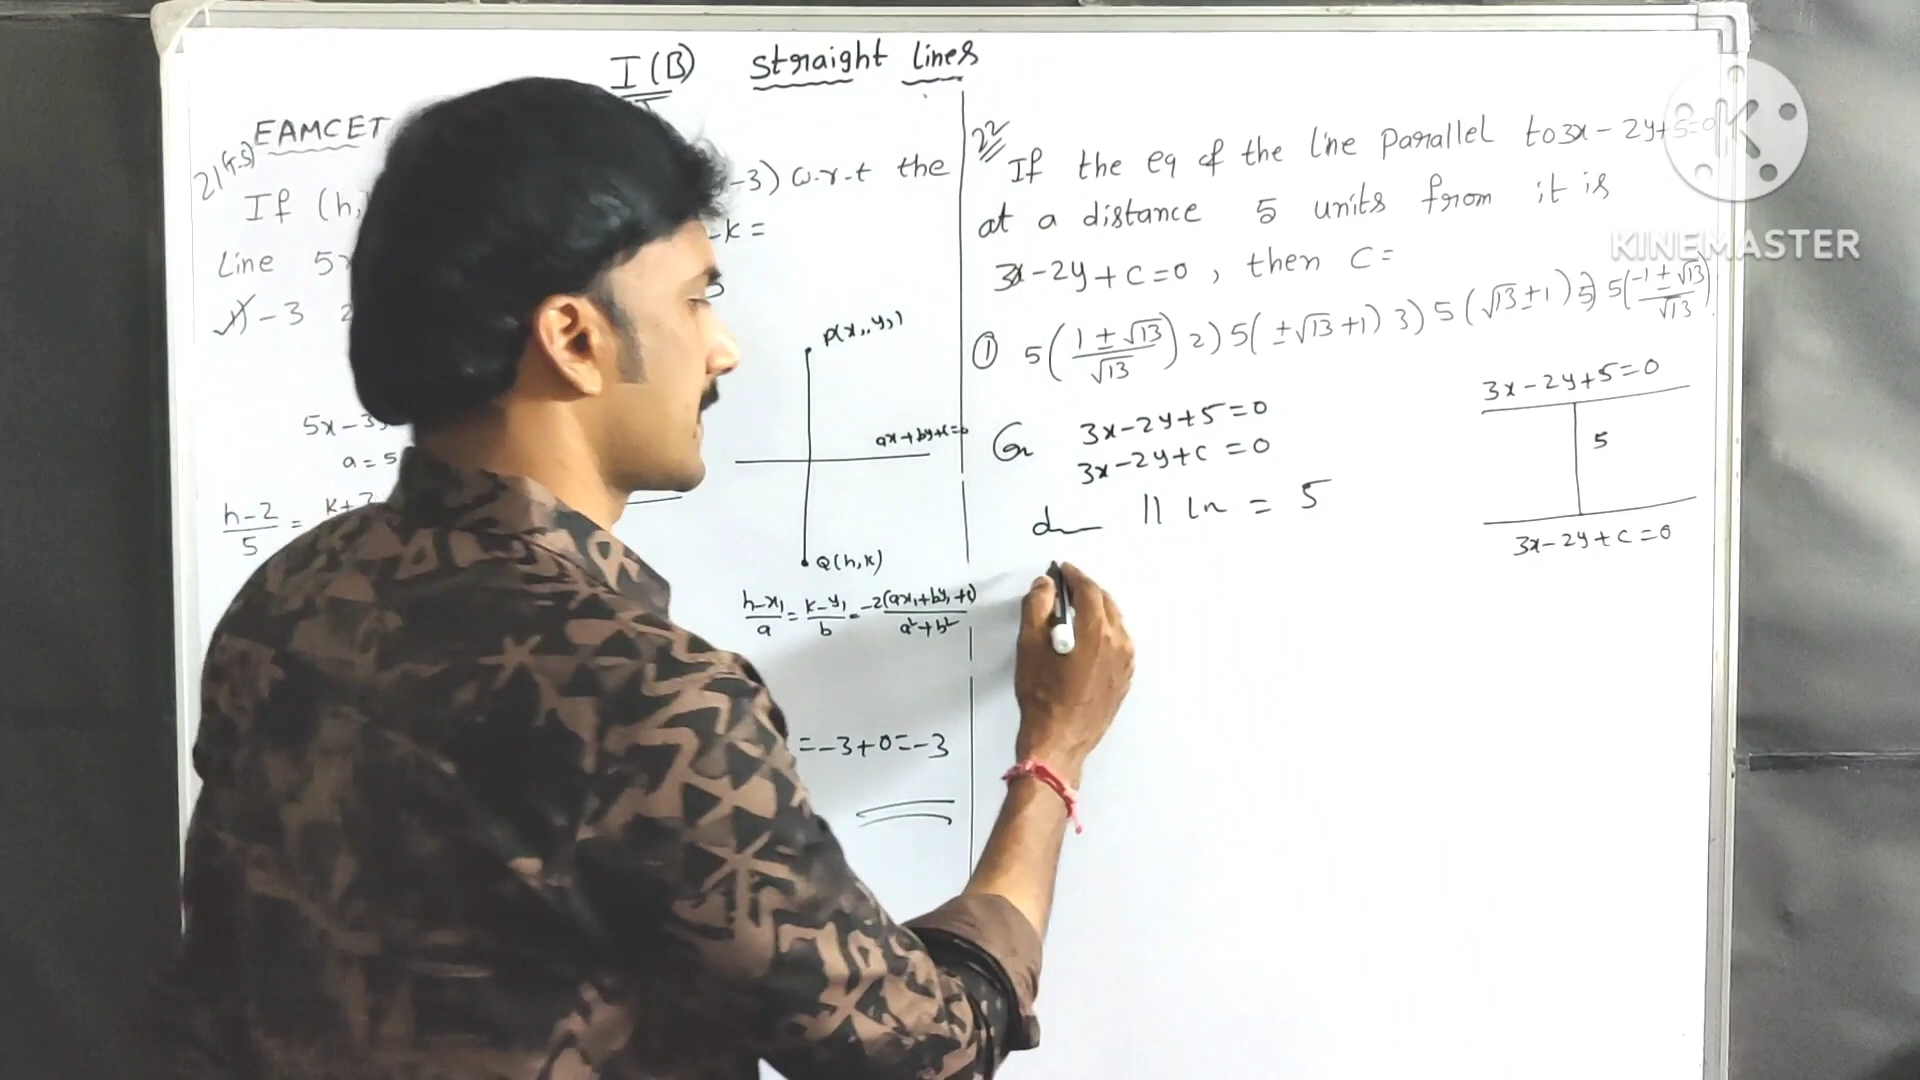 I(B) Straight Lines
EAMCET
21(T.S)
If (h, -3) w.r.t the
Line 5x -k=
1) -3 2
5x-3y
a=5
h-2/5 = k+3
P(x₁,y₁)
ax+by+c=0
Q(h,k)
h-x₁/a = k-y₁/b = -2(ax₁+by₁+c)/a²+b²
=-3+0=-3
22
If the eq of the line parallel to 3x-2y+5=0
at a distance 5 units from it is
3x-2y+c=0, then c=
① 5(1±√13/√13) 2) 5(±√13+1) 3) 5(√13±1) 5(-1±√13/√13)
Gn 3x-2y+5=0
3x-2y+c=0
d || Ln = 5
3x-2y+5=0
5
3x-2y+c=0
K
KINEMASTER